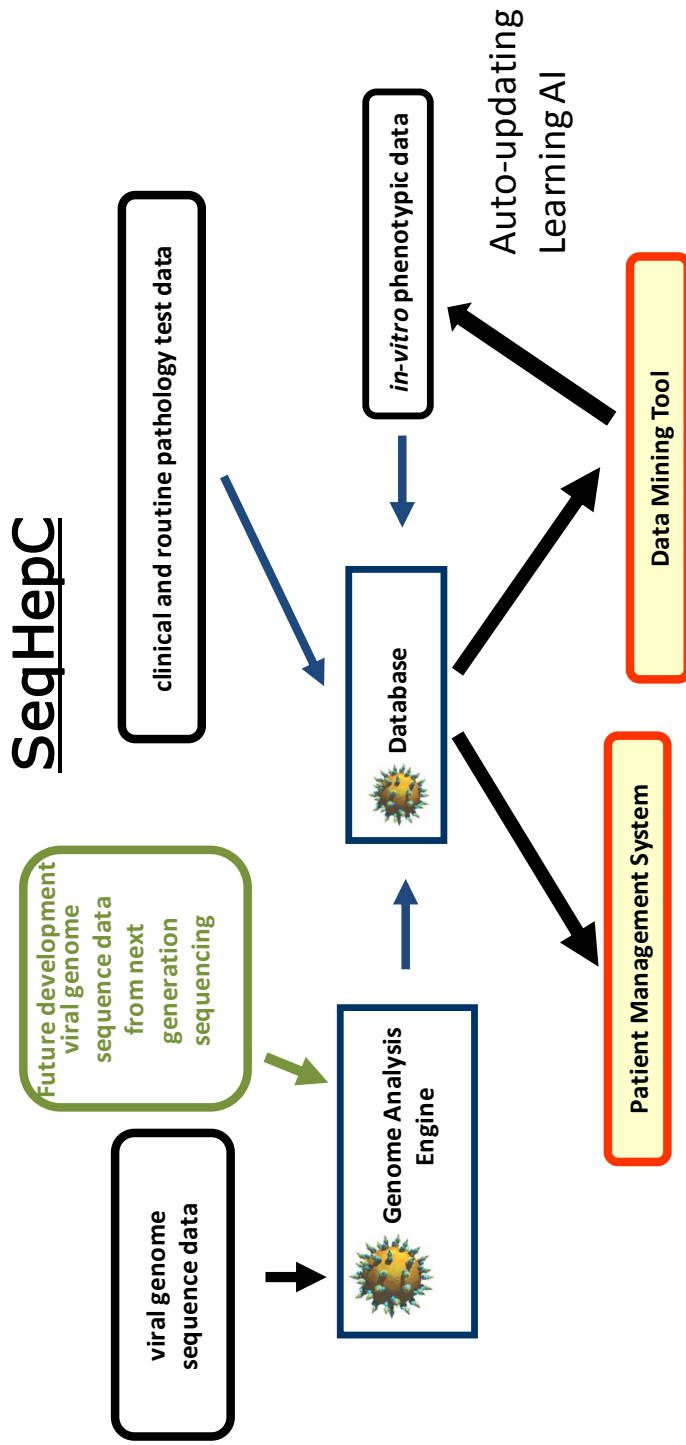 SeqHepC
Future development
viral genome
sequence data
from next
generation
sequencing
viral genome
sequence data
clinical and routine pathology test data
Genome Analysis
Engine
Database
in-vitro phenotypic data
Auto-updating
Learning AI
Patient Management System
Data Mining Tool